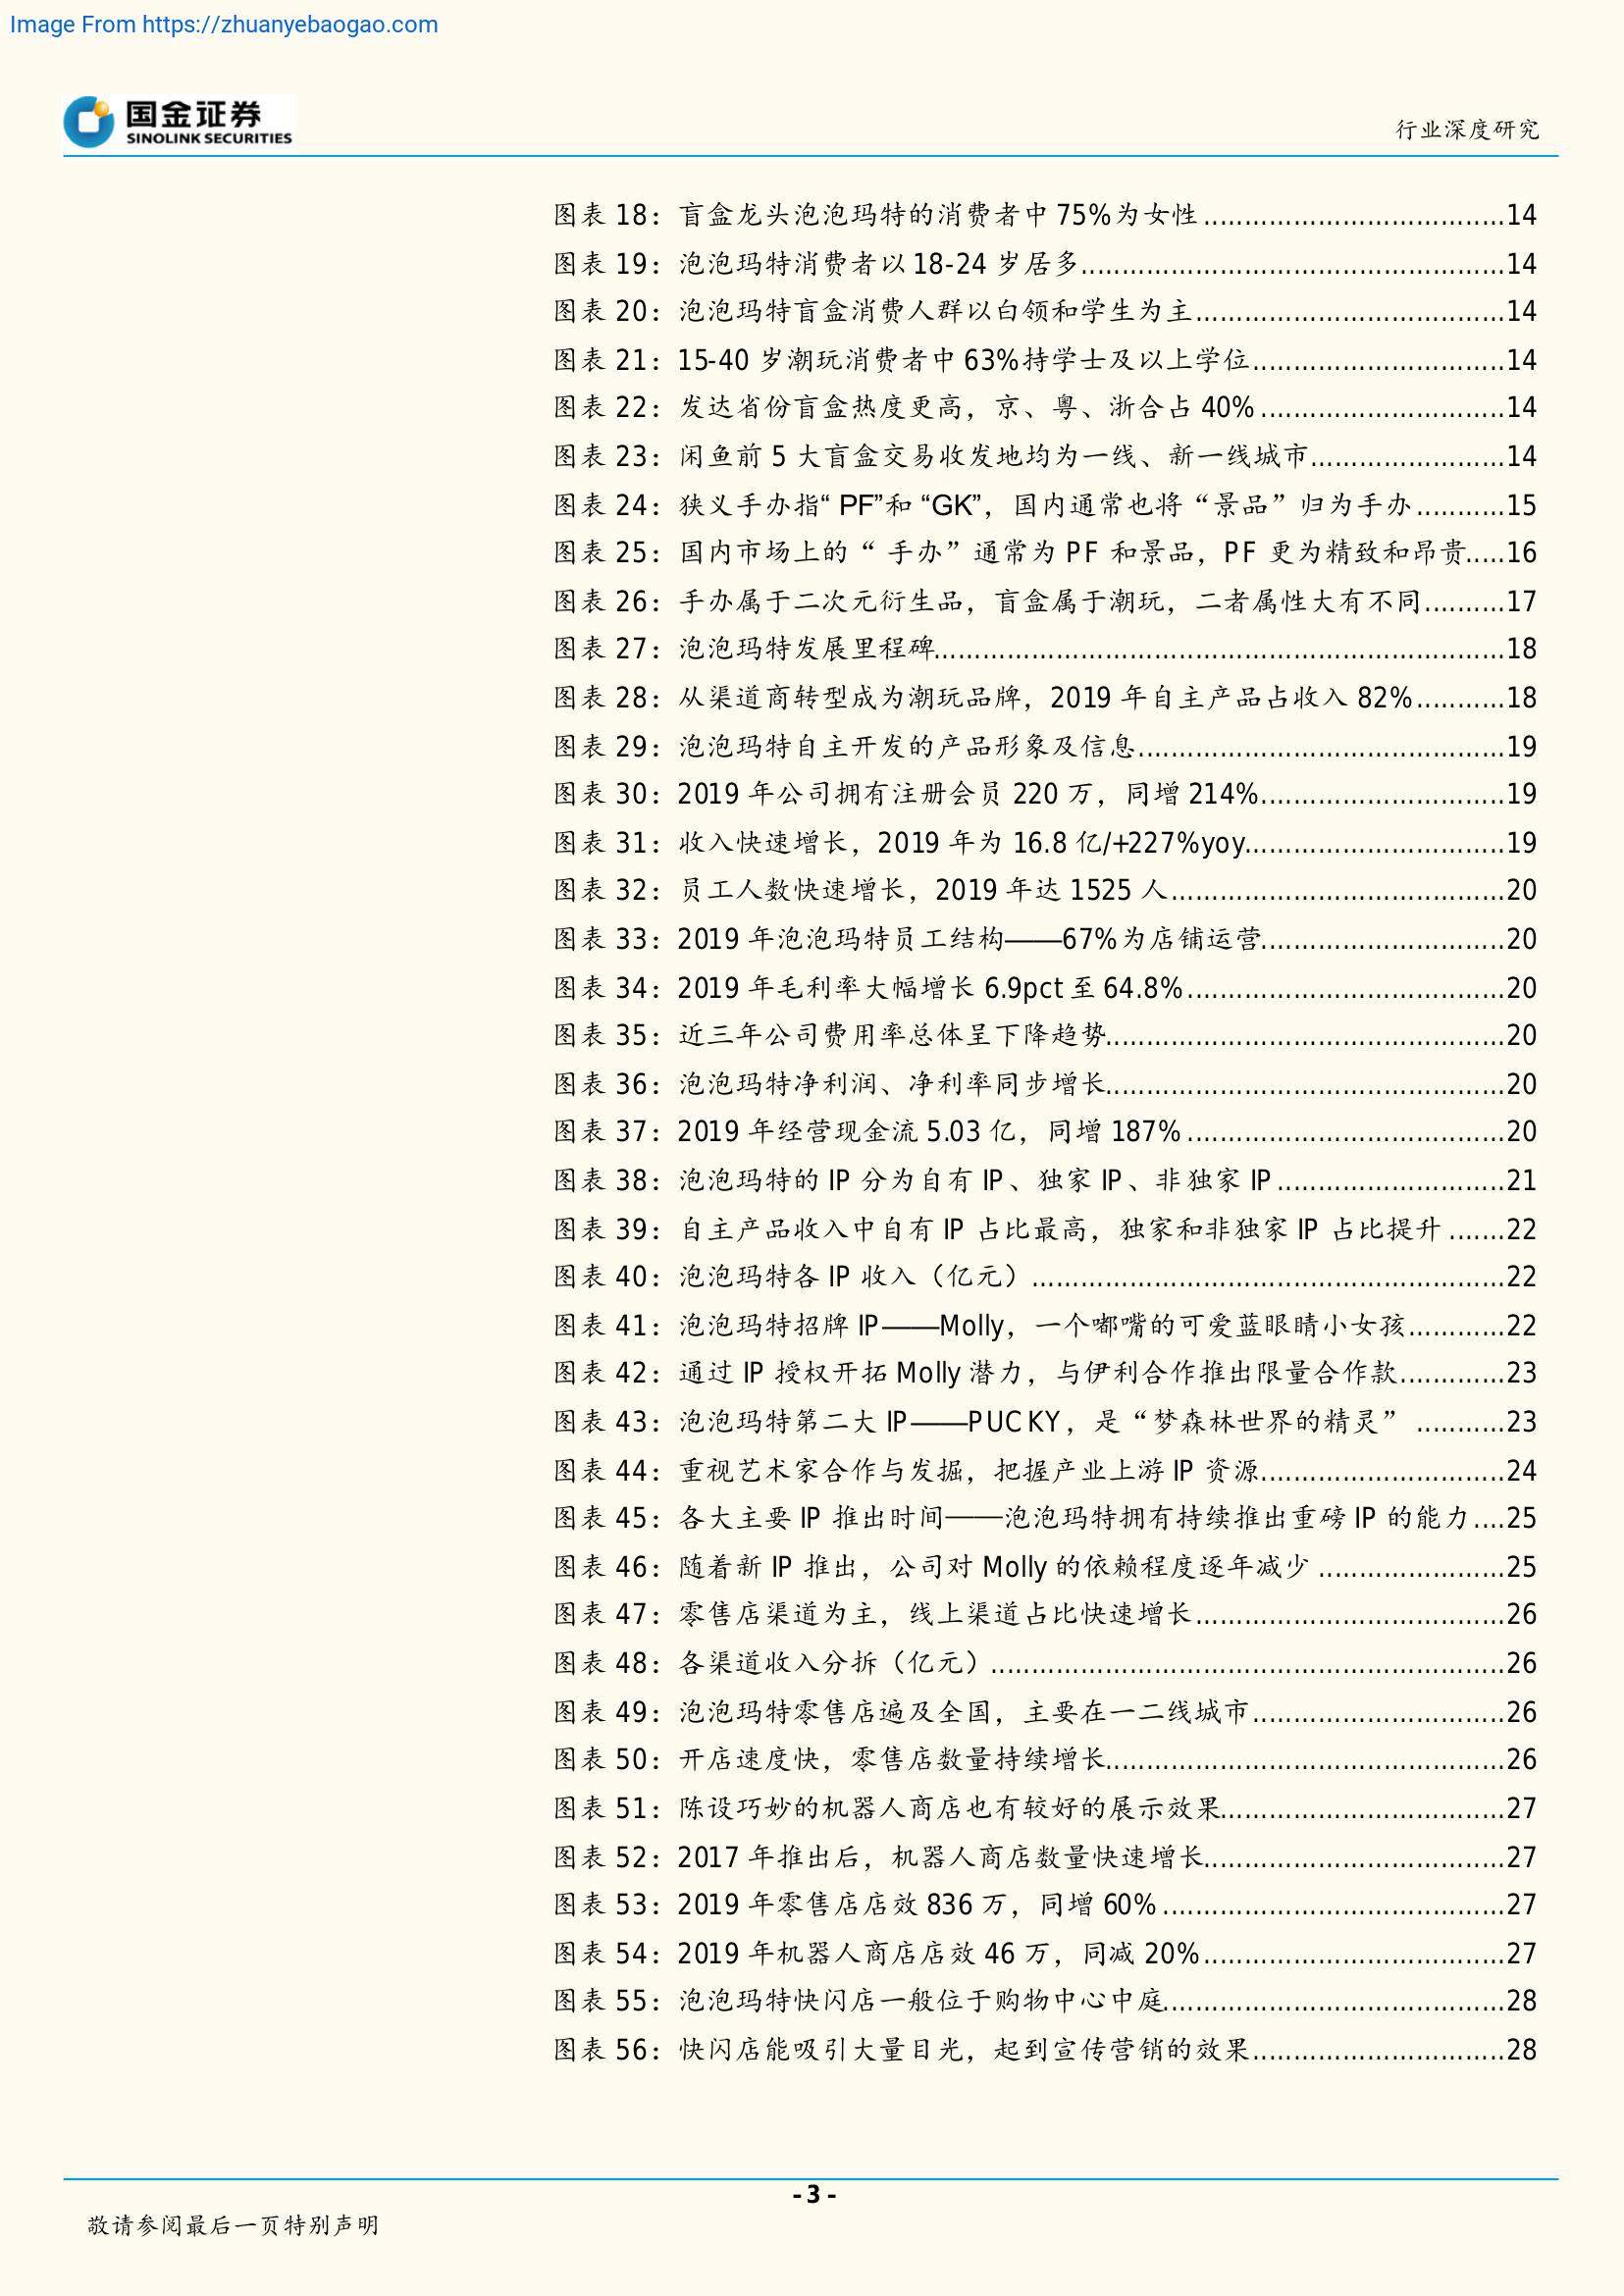 Image From https://zhuanyebaogao.com
国金证券
SINOLINK SECURITIES
行业深度研究
图表 18：盲盒龙头泡泡玛特的消费者中 75%为女性.....................................14
图表 19：泡泡玛特消费者以 18-24 岁居多....................................................14
图表 20：泡泡玛特盲盒消费人群以白领和学生为主......................................14
图表 21：15-40 岁潮玩消费者中 63%持学士及以上学位...............................14
图表 22：发达省份盲盒热度更高，京、粤、浙合占 40%..............................14
图表 23：闲鱼前 5 大盲盒交易收发地均为一线、新一线城市........................14
图表 24：狭义手办指“ PF”和 “GK”，国内通常也将“景品”归为手办...........15
图表 25：国内市场上的“ 手办”通常为 PF 和景品，PF 更为精致和昂贵.....16
图表 26：手办属于二次元衍生品，盲盒属于潮玩，二者属性大有不同..........17
图表 27：泡泡玛特发展里程碑......................................................................18
图表 28：从渠道商转型成为潮玩品牌，2019 年自主产品占收入 82%...........18
图表 29：泡泡玛特自主开发的产品形象及信息.............................................19
图表 30：2019 年公司拥有注册会员 220 万，同增 214%..............................19
图表 31：收入快速增长，2019 年为 16.8 亿/+227%yoy................................19
图表 32：员工人数快速增长，2019 年达 1525 人.........................................20
图表 33：2019 年泡泡玛特员工结构——67%为店铺运营..............................20
图表 34：2019 年毛利率大幅增长 6.9pct 至 64.8%.......................................20
图表 35：近三年公司费用率总体呈下降趋势.................................................20
图表 36：泡泡玛特净利润、净利率同步增长.................................................20
图表 37：2019 年经营现金流 5.03 亿，同增 187%.......................................20
图表 38：泡泡玛特的 IP 分为自有 IP、独家 IP、非独家 IP............................21
图表 39：自主产品收入中自有 IP 占比最高，独家和非独家 IP 占比提升.......22
图表 40：泡泡玛特各 IP 收入（亿元）..........................................................22
图表 41：泡泡玛特招牌 IP——Molly，一个嘟嘴的可爱蓝眼睛小女孩............22
图表 42：通过 IP 授权开拓 Molly 潜力，与伊利合作推出限量合作款.............23
图表 43：泡泡玛特第二大 IP——PUCKY，是“梦森林世界的精灵” ...........23
图表 44：重视艺术家合作与发掘，把握产业上游 IP 资源..............................24
图表 45：各大主要 IP 推出时间——泡泡玛特拥有持续推出重磅 IP 的能力....25
图表 46：随着新 IP 推出，公司对 Molly 的依赖程度逐年减少 .......................25
图表 47：零售店渠道为主，线上渠道占比快速增长......................................26
图表 48：各渠道收入分拆（亿元）...............................................................26
图表 49：泡泡玛特零售店遍及全国，主要在一二线城市...............................26
图表 50：开店速度快，零售店数量持续增长.................................................26
图表 51：陈设巧妙的机器人商店也有较好的展示效果...................................27
图表 52：2017 年推出后，机器人商店数量快速增长.....................................27
图表 53：2019 年零售店店效 836 万，同增 60%..........................................27
图表 54：2019 年机器人商店店效 46 万，同减 20%.....................................27
图表 55：泡泡玛特快闪店一般位于购物中心中庭..........................................28
图表 56：快闪店能吸引大量目光，起到宣传营销的效果...............................28
- 3 -
敬请参阅最后一页特别声明